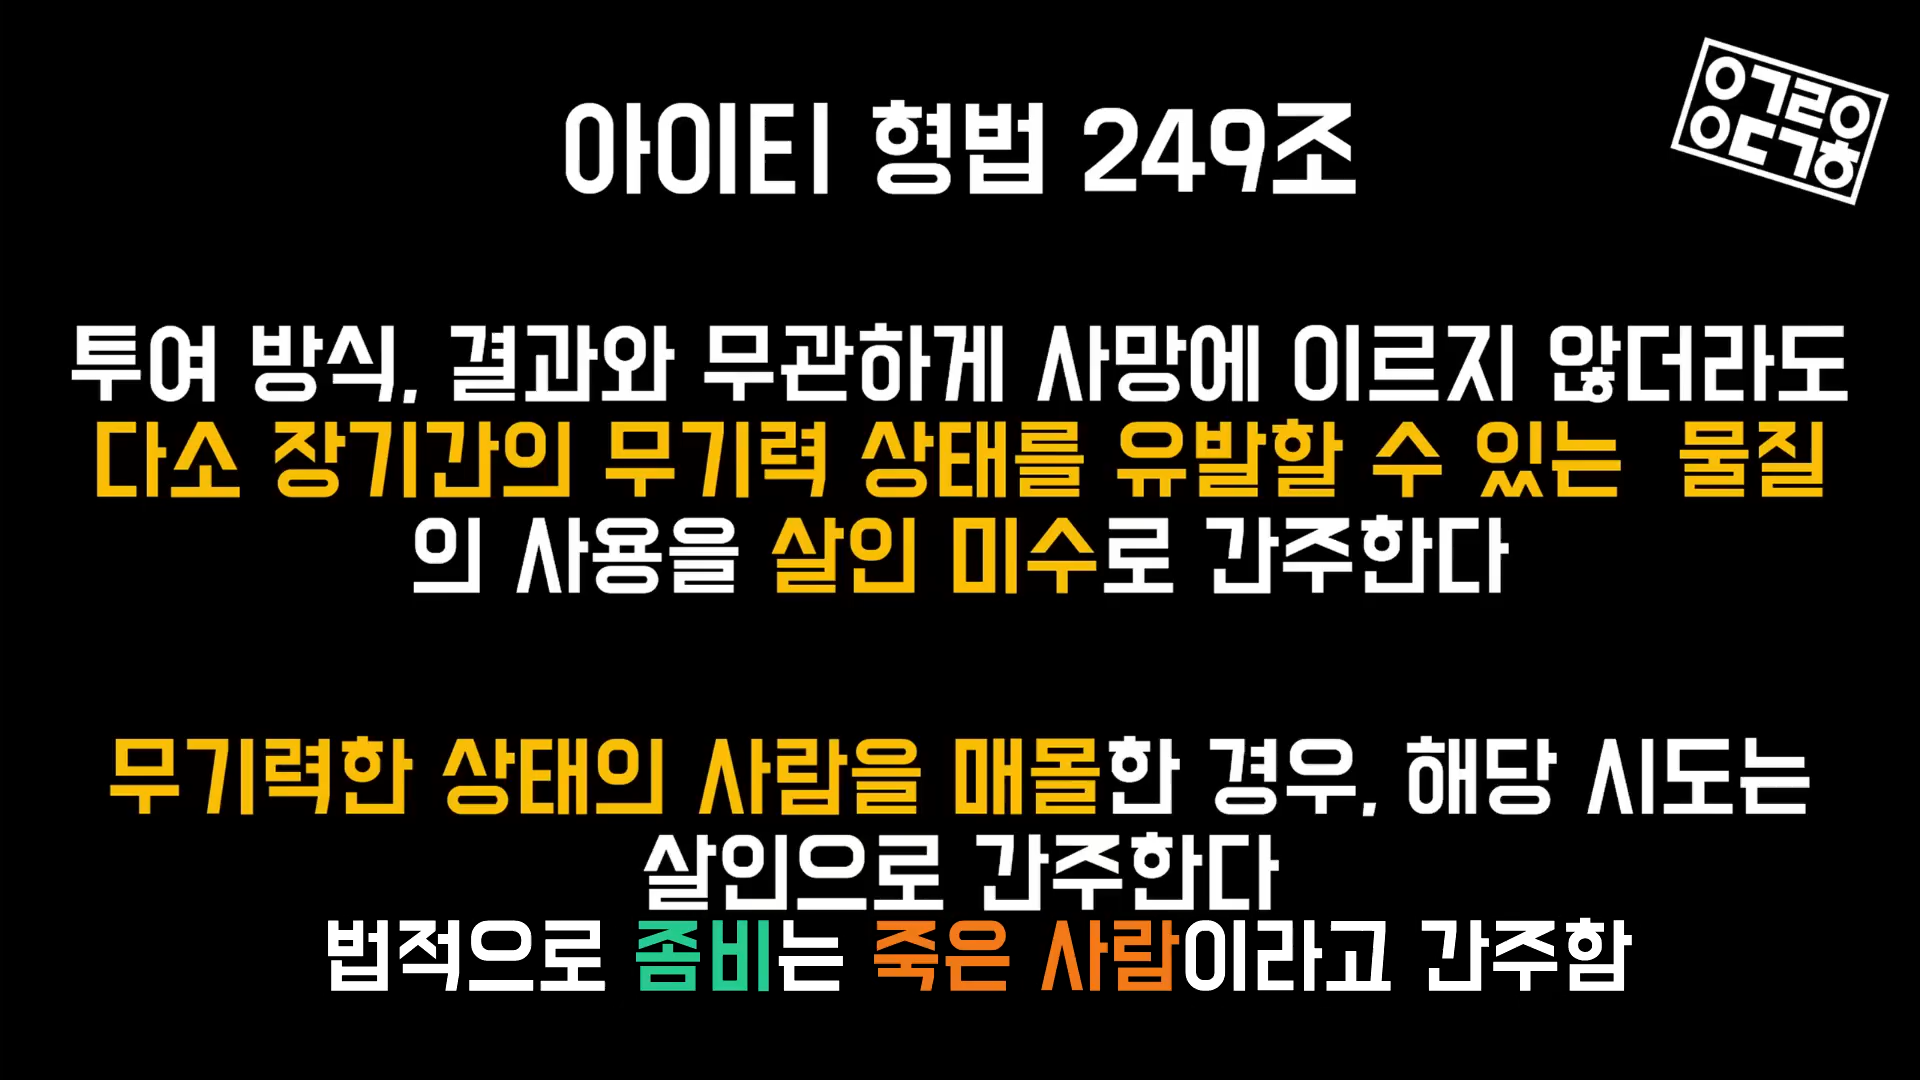 아이티 형법 249조
ㅇㄱㄹㅇ
ㅇㄷㄱㅎ
투여 방식, 결과와 무관하게 사망에 이르지 않더라도
다소 장기간의 무기력 상태를 유발할 수 있는 물질
의 사용을 살인 미수로 간주한다
무기력한 상태의 사람을 매몰한 경우, 해당 시도는
살인으로 간주한다
법적으로 좀비는 죽은 사람이라고 간주함